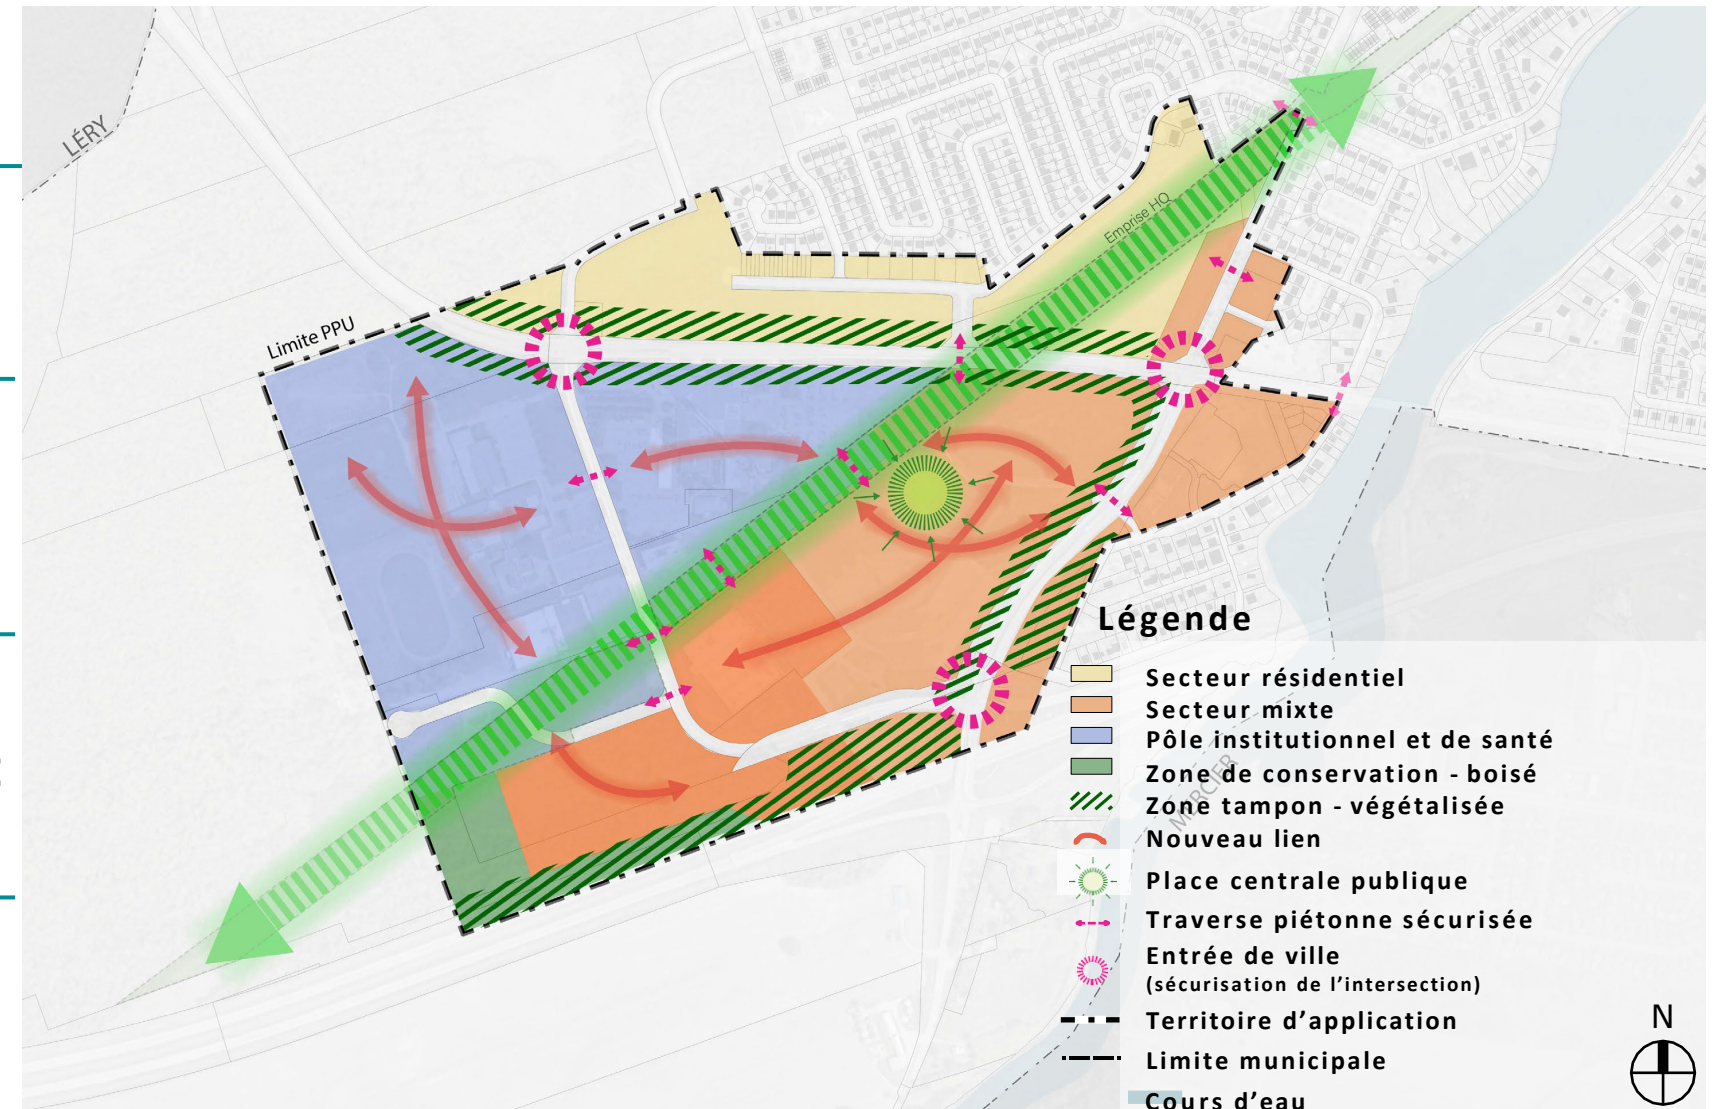 LÉRY
Emprise HQ
Limite PPU
MERCIER
Légende
Secteur résidentiel
Secteur mixte
Pôle institutionnel et de santé
Zone de conservation - boisé
Zone tampon - végétalisée
Nouveau lien
Place centrale publique
Traverse piétonne sécurisée
Entrée de ville
(sécurisation de l'intersection)
Territoire d'application
Limite municipale
Cours d'eau
N